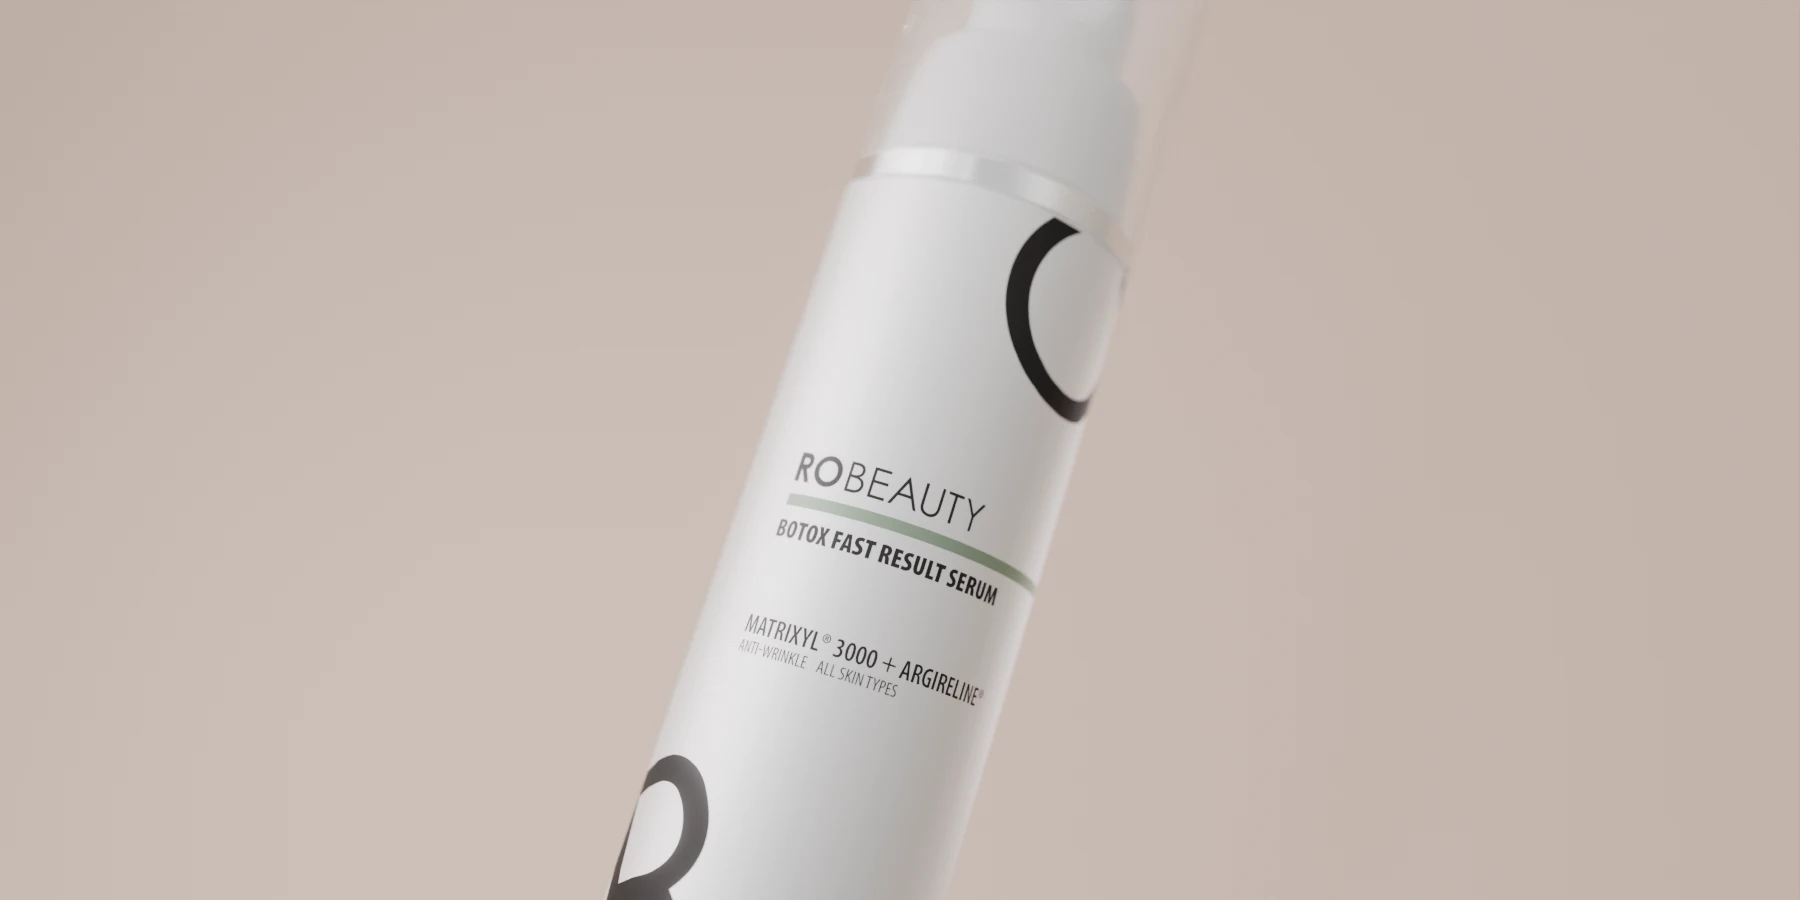 ROBEAUTY
BOTOX FAST RESULT SERUM
MATRIXYL® 3000 + ARGIRELINE®
ANTI-WRINKLE ALL SKIN TYPES
R
O